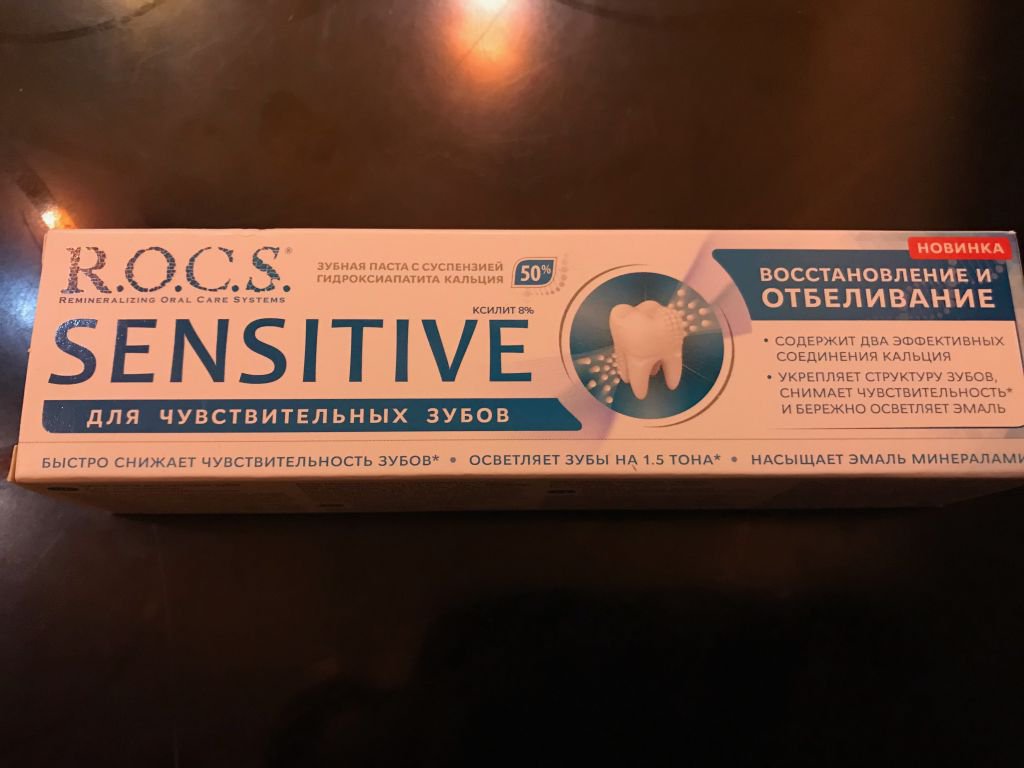 R.O.C.S.®
REMINERALIZING ORAL CARE SYSTEMS
ЗУБНАЯ ПАСТА С СУСПЕНЗИЕЙ
ГИДРОКСИАПАТИТА КАЛЬЦИЯ
50%
КСИЛИТ 8%
SENSITIVE
ДЛЯ ЧУВСТВИТЕЛЬНЫХ ЗУБОВ
НОВИНКА
ВОССТАНОВЛЕНИЕ И
ОТБЕЛИВАНИЕ
• СОДЕРЖИТ ДВА ЭФФЕКТИВНЫХ
СОЕДИНЕНИЯ КАЛЬЦИЯ
• УКРЕПЛЯЕТ СТРУКТУРУ ЗУБОВ,
СНИМАЕТ ЧУВСТВИТЕЛЬНОСТЬ*
И БЕРЕЖНО ОСВЕТЛЯЕТ ЭМАЛЬ
БЫСТРО СНИЖАЕТ ЧУВСТВИТЕЛЬНОСТЬ ЗУБОВ* • ОСВЕТЛЯЕТ ЗУБЫ НА 1.5 ТОНА* • НАСЫЩАЕТ ЭМАЛЬ МИНЕРАЛАМИ